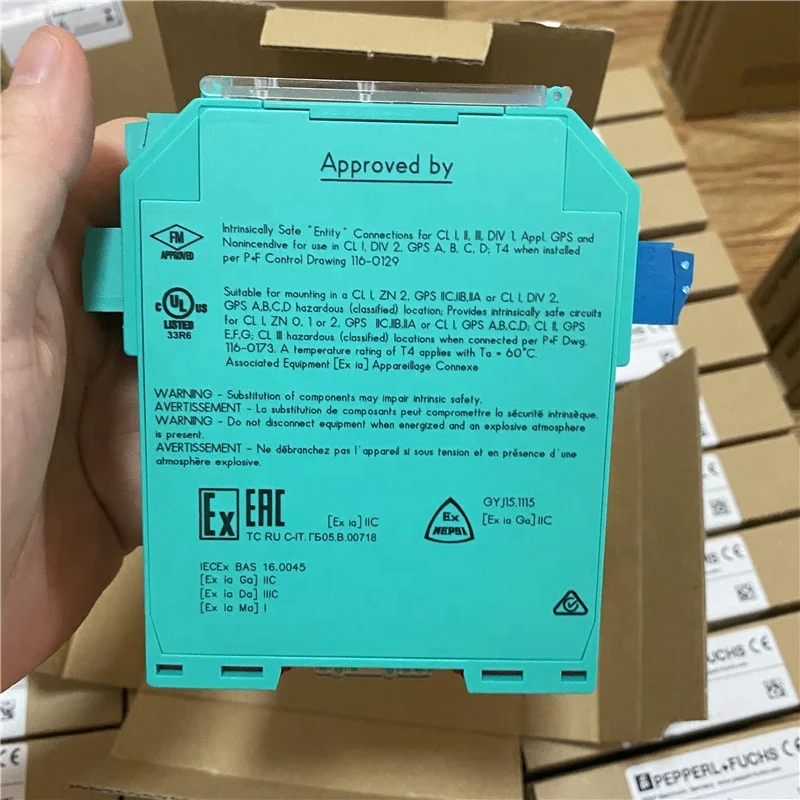 Approved by
FM
APPROVED
Intrinsically Safe "Entity" Connections for CL I, II, III, DIV 1, Appl. GPS and
Nonincendive for use in CL I, DIV 2, GPS A, B, C, D; T4 when installed
per P+F Control Drawing 116-0129
C UL US
LISTED
33R6
Suitable for mounting in a CL I, ZN 2, GPS IIC,IIB,IIA or CL I, DIV 2,
GPS A,B,C,D hazardous (classified) location; Provides intrinsically safe circuits
for CL I, ZN 0, 1 or 2, GPS IIC,IIB,IIA or CL I, GPS A,B,C,D; CL II, GPS
E,F,G; CL III hazardous (classified) locations when connected per P+F Dwg.
116-0173. A temperature rating of T4 applies with Ta = 60°C.
Associated Equipment [Ex ia] Appareillage Connexe
WARNING - Substitution of components may impair intrinsic safety.
AVERTISSEMENT - La substitution de composants peut compromettre la sécurité intrinsèque.
WARNING - Do not disconnect equipment when energized and an explosive atmosphere
is present.
AVERTISSEMENT - Ne débranchez pas l'appareil si sous tension et en présence d'une
atmosphère explosive.
Ex EAC
[Ex ia] IIC
TC RU C-IT.ГБ05.B.00718
Ex
NEPSI
GYJ15.1115
[Ex ia Ga] IIC
IECEx BAS 16.0045
[Ex ia Ga] IIC
[Ex ia Da] IIIC
[Ex ia Ma] I
PEPPERL+FUCHS CE
FUCHS CE
PEPPERL+FUCHS CE